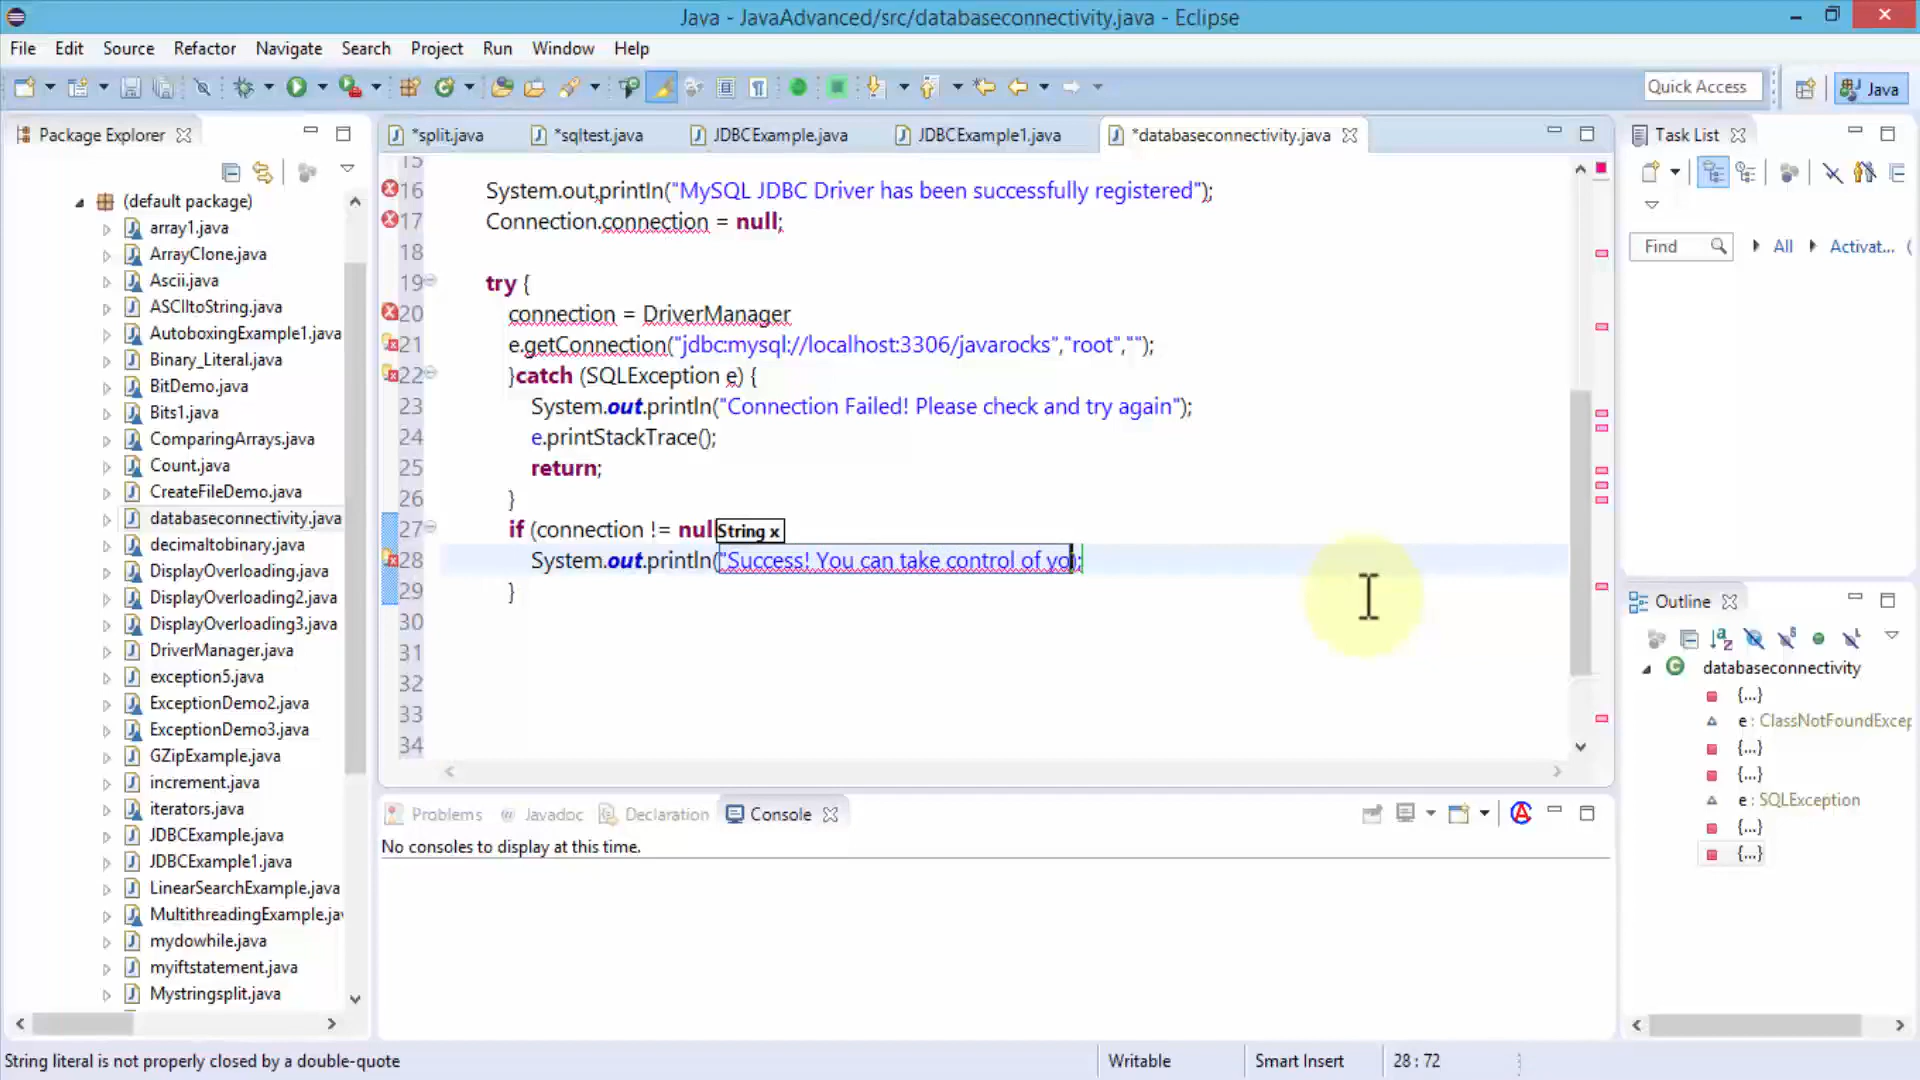 Java - JavaAdvanced/src/databaseconnectivity.java - Eclipse
File Edit Source Refactor Navigate Search Project Run Window Help
Quick Access
Java
Package Explorer
*split.java
*sqltest.java
JDBCExample.java
JDBCExample1.java
*databaseconnectivity.java
Task List
(default package)
array1.java
ArrayClone.java
Ascii.java
ASCIItoString.java
AutoboxingExample1.java
Binary_Literal.java
BitDemo.java
Bits1.java
ComparingArrays.java
Count.java
CreateFileDemo.java
databaseconnectivity.java
decimaltobinary.java
DisplayOverloading.java
DisplayOverloading2.java
DisplayOverloading3.java
DriverManager.java
exception5.java
ExceptionDemo2.java
ExceptionDemo3.java
GZipExample.java
increment.java
iterators.java
JDBCExample.java
JDBCExample1.java
LinearSearchExample.java
MultithreadingExample.ja
mydowhile.java
myiftstatement.java
Mystringsplit.java
15
16 System.out,println("MySQL JDBC Driver has been successfully registered");
17 Connection.connection = null;
18
19 try {
20 connection = DriverManager
21 e.getConnection("jdbc:mysql://localhost:3306/javarocks","root","");
22 }catch (SQLException e) {
23 System.out.println("Connection Failed! Please check and try again");
24 e.printStackTrace();
25 return;
26 }
27 if (connection != nul
String x
28 System.out.println("Success! You can take control of yo);
29 }
30
31
32
33
34
Find All Activat...
Outline
databaseconnectivity
{...}
e : ClassNotFoundExcep
{...}
{...}
e : SQLException
{...}
{...}
Problems Javadoc Declaration Console
No consoles to display at this time.
String literal is not properly closed by a double-quote
Writable
Smart Insert
28 : 72